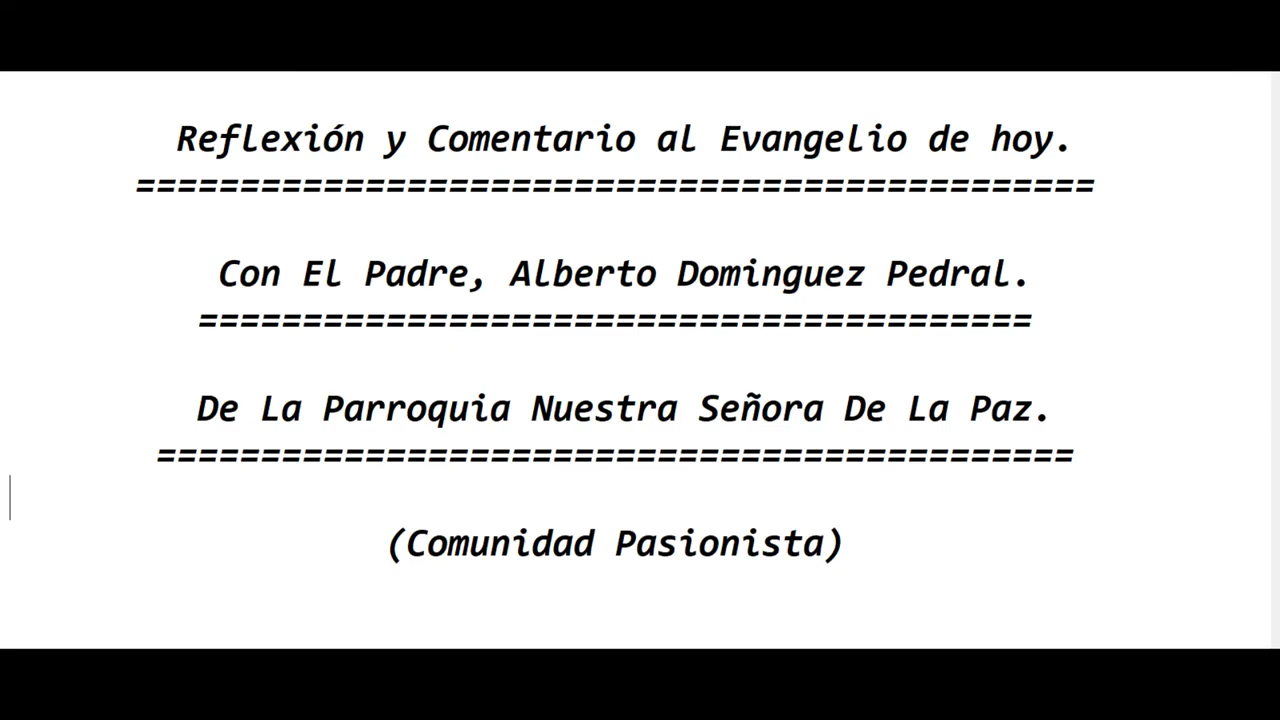 Reflexión y Comentario al Evangelio de hoy.
==============================================
Con El Padre, Alberto Dominguez Pedral.
========================================
De La Parroquia Nuestra Señora De La Paz.
============================================
(Comunidad Pasionista)